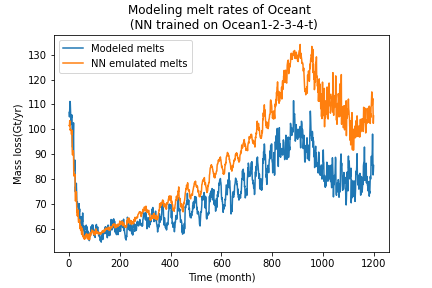 Modeling melt rates of Oceant
(NN trained on Ocean1-2-3-4-t)
Modeled melts
NN emulated melts
Mass loss(Gt/yr)
130
120
110
100
90
80
70
60
0
200
400
600
800
1000
1200
Time (month)